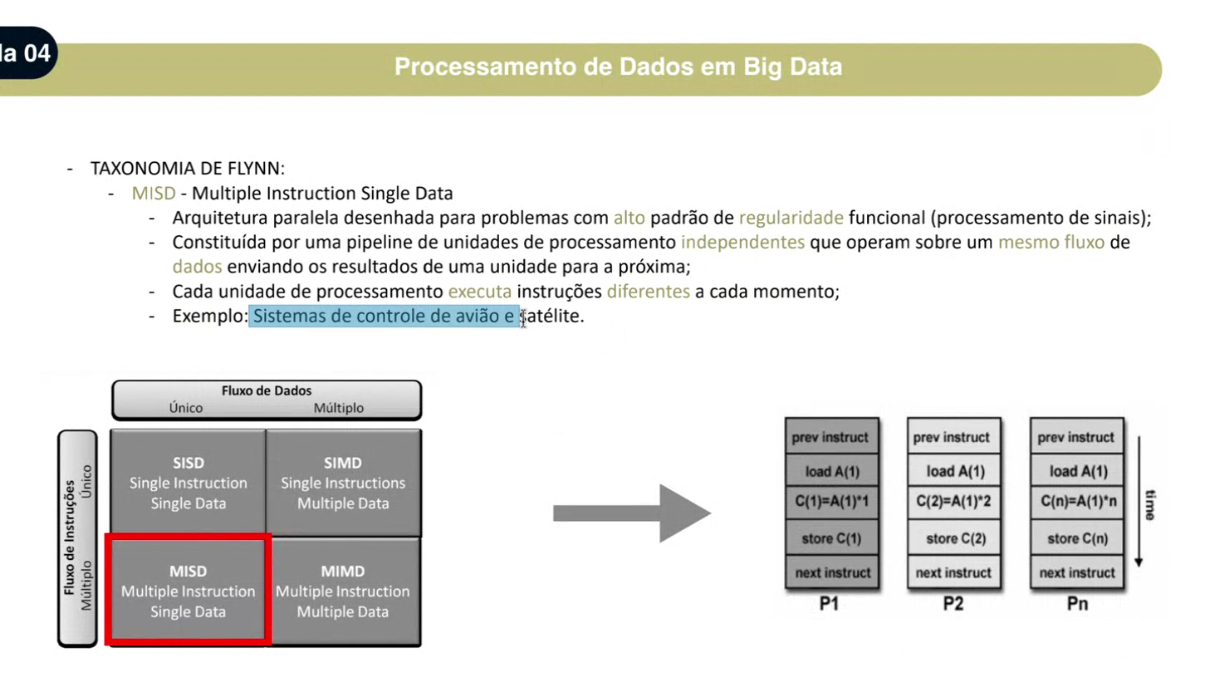 la 04
Processamento de Dados em Big Data
- TAXONOMIA DE FLYNN:
- MISD - Multiple Instruction Single Data
- Arquitetura paralela desenhada para problemas com alto padrão de regularidade funcional (processamento de sinais);
- Constituída por uma pipeline de unidades de processamento independentes que operam sobre um mesmo fluxo de
dados enviando os resultados de uma unidade para a próxima;
- Cada unidade de processamento executa instruções diferentes a cada momento;
- Exemplo: Sistemas de controle de avião e satélite.
Fluxo de Dados
Único Múltiplo
Fluxo de Instruções
Único
Múltiplo
SISD
Single Instruction
Single Data
SIMD
Single Instructions
Multiple Data
MISD
Multiple Instruction
Single Data
MIMD
Multiple Instruction
Multiple Data
prev instruct
load A(1)
C(1)=A(1)*1
store C(1)
next instruct
P1
prev instruct
load A(1)
C(2)=A(1)*2
store C(2)
next instruct
P2
prev instruct
load A(1)
C(n)=A(1)*n
store C(n)
next instruct
Pn
time